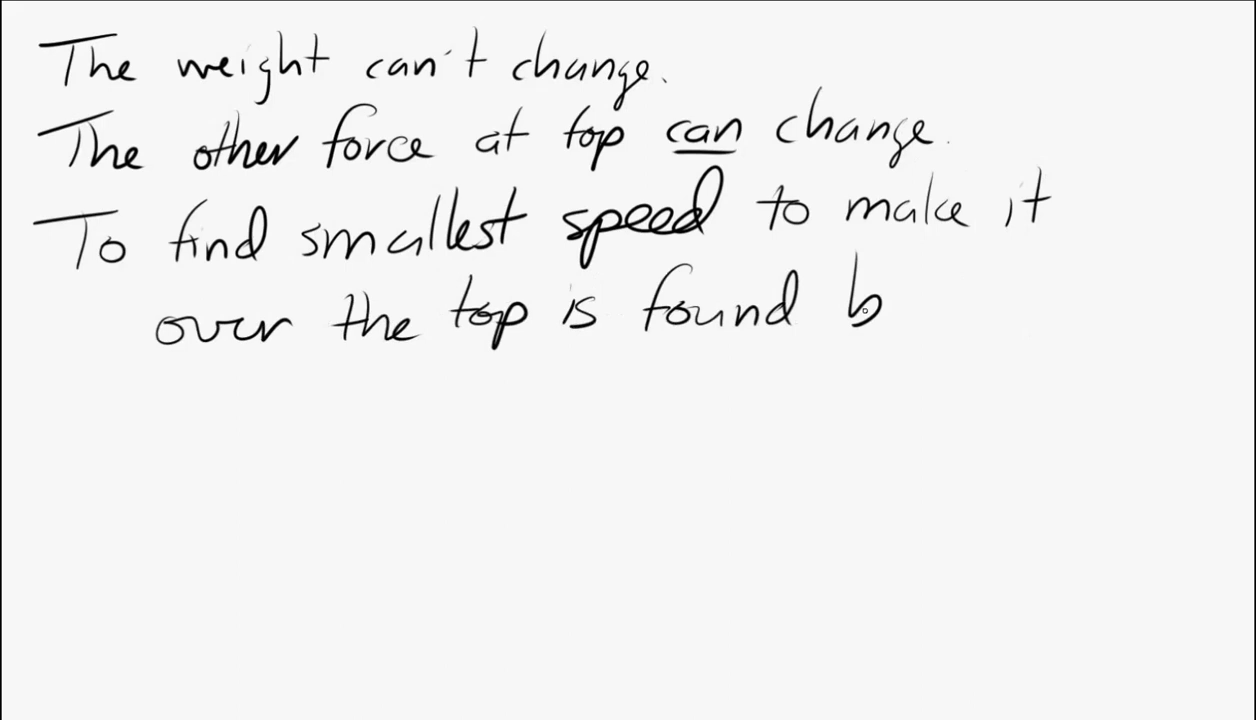 The weight can't change.
The other force at top can change.
To find smallest speed to make it
over the top is found b